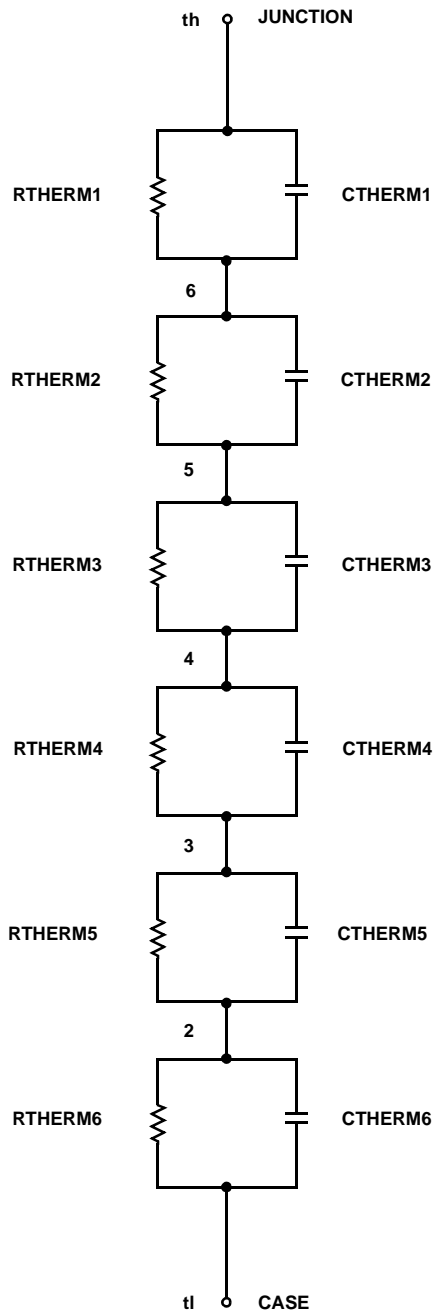 th JUNCTION
RTHERM1 CTHERM1
6
RTHERM2 CTHERM2
5
RTHERM3 CTHERM3
4
RTHERM4 CTHERM4
3
RTHERM5 CTHERM5
2
RTHERM6 CTHERM6
tl CASE